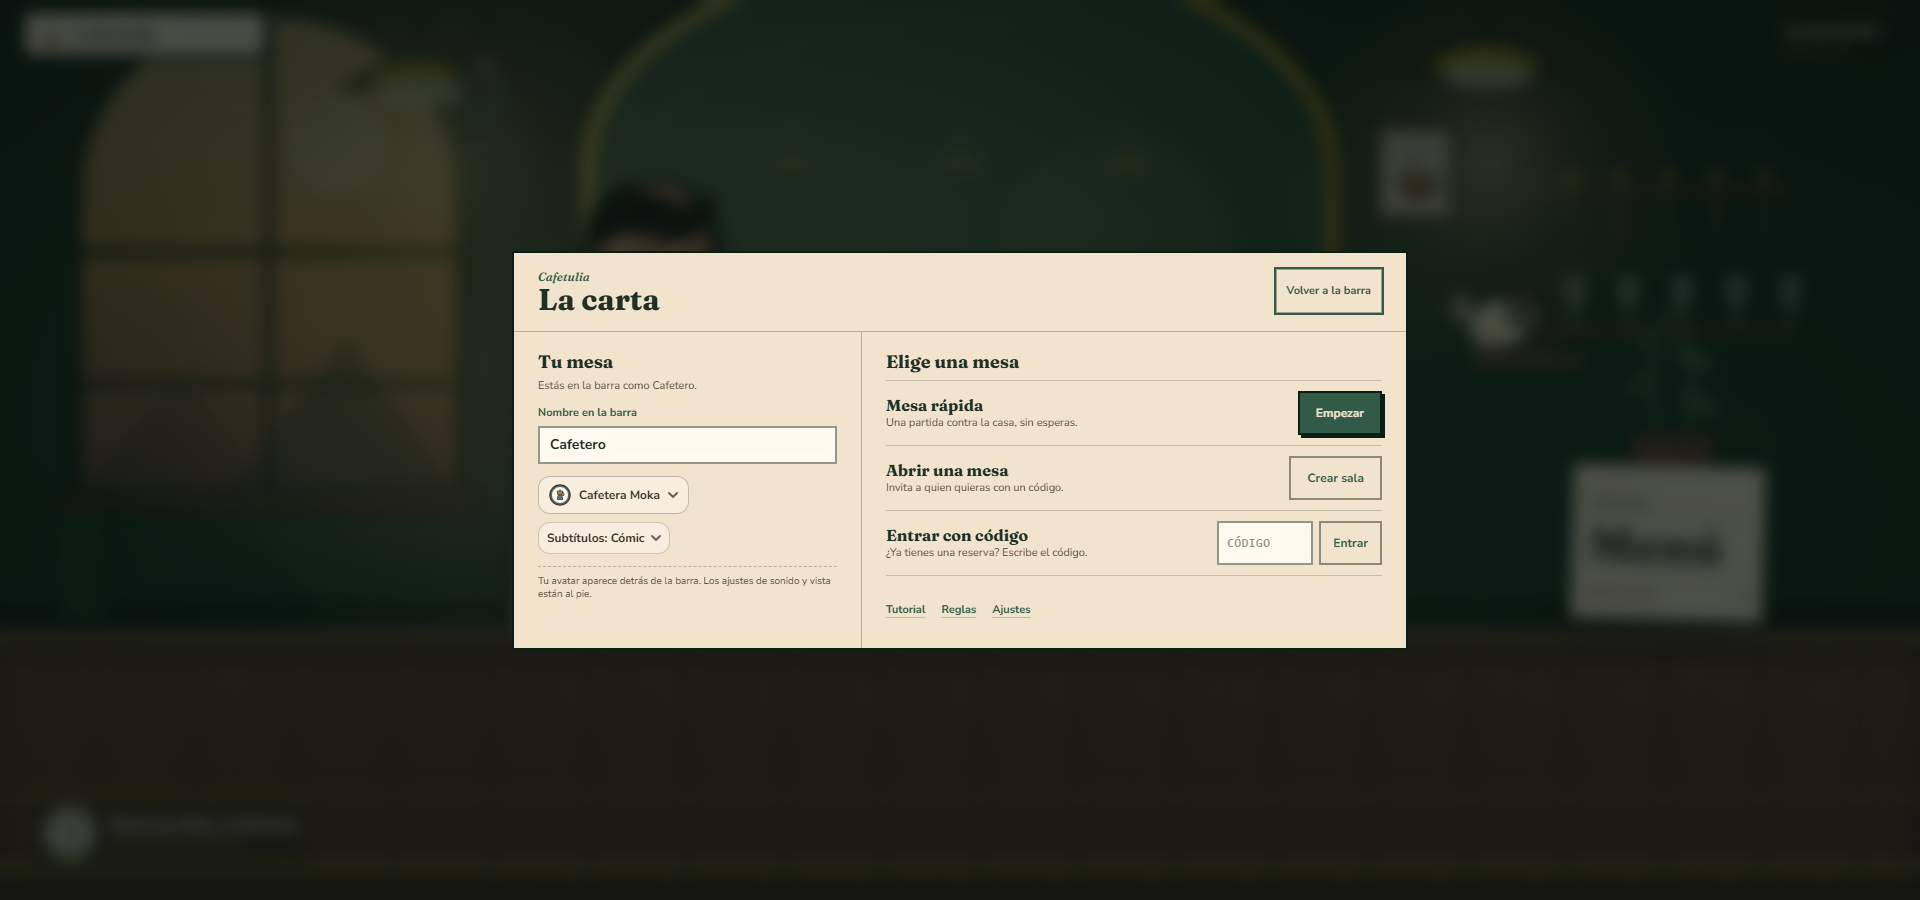 Cafetulia
La carta
Volver a la barra
Tu mesa
Estás en la barra como Cafetero.
Nombre en la barra
Cafetero
Cafetera Moka
Subtítulos: Cómic
Tu avatar aparece detrás de la barra. Los ajustes de sonido y vista
están al pie.
Elige una mesa
Mesa rápida
Una partida contra la casa, sin esperas.
Empezar
Abrir una mesa
Invita a quien quieras con un código.
Crear sala
Entrar con código
¿Ya tienes una reserva? Escribe el código.
CÓDIGO
Entrar
Tutorial
Reglas
Ajustes
Menú